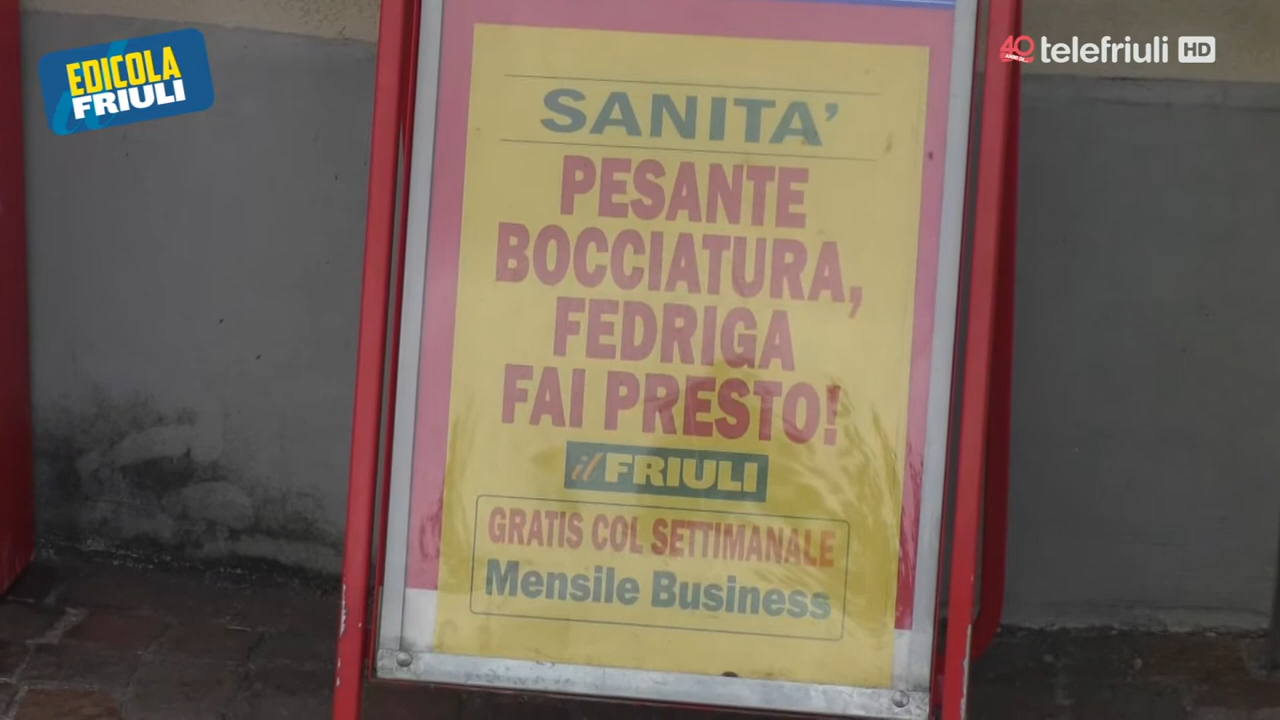 EDICOLA
FRIULI
40 telefriuli HD
SANITA'
PESANTE
BOCCIATURA,
FEDRIGA
FAI PRESTO!
il FRIULI
GRATIS COL SETTIMANALE
Mensile Business